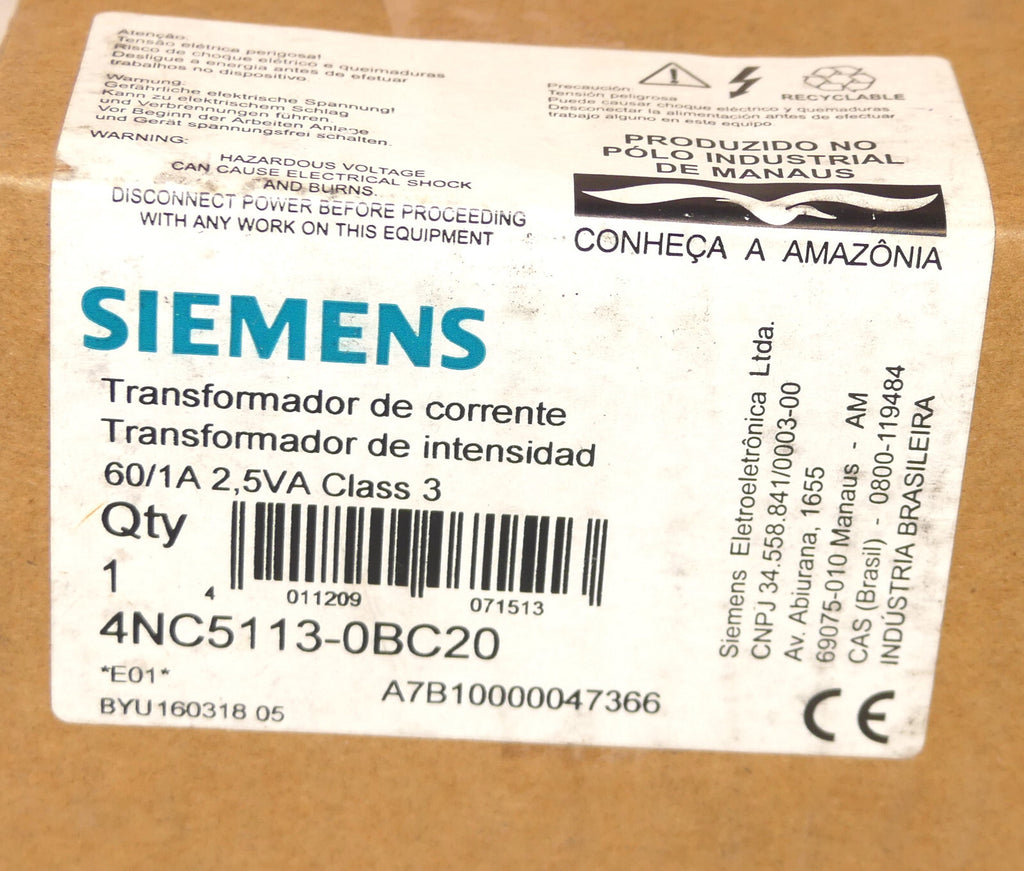 Atenção:
Tensão elétrica perigosa!
Risco de choque elétrico e queimaduras
Desligue a energia antes de efetuar
trabalhos no dispositivo.
Warnung:
Gefährliche elektrische Spannung!
Kann zu elektrischem Schlag
und Verbrennungen führen.
Vor Beginn der Arbeiten Anlage
und Gerät spannungsfrei schalten.
WARNING:
HAZARDOUS VOLTAGE
CAN CAUSE ELECTRICAL SHOCK
AND BURNS.
DISCONNECT POWER BEFORE PROCEEDING
WITH ANY WORK ON THIS EQUIPMENT
RECYCLABLE
Precaución:
Tensión peligrosa
Puede causar choque eléctrico y quemaduras
Desconectar la alimentación antes de efectuar
trabajo alguno en este equipo.
PRODUZIDO NO
PÓLO INDUSTRIAL
DE MANAUS
CONHEÇA A AMAZÔNIA
SIEMENS
Transformador de corrente
Transformador de intensidad
60/1A 2,5VA Class 3
Qty
1
4 011209 071513
4NC5113-0BC20
*E01*
A7B10000047366
BYU160318 05
Siemens Eletroeletrônica Ltda.
CNPJ 34.558.841/0003-00
Av. Abiurana, 1655
69075-010 Manaus - AM
CAS (Brasil) - 0800-119484
INDÚSTRIA BRASILEIRA
CE